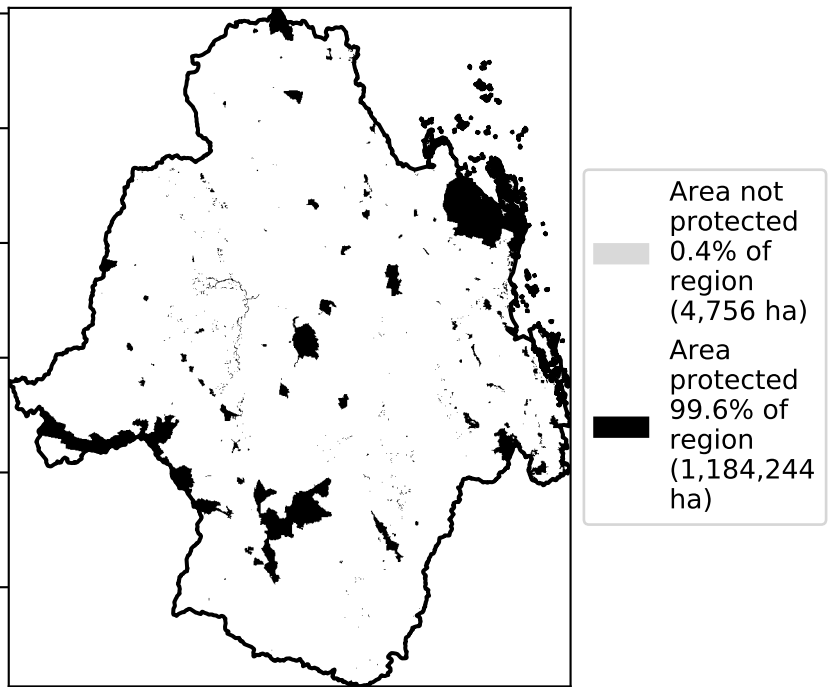 Area not
protected
0.4% of
region
(4,756 ha)
Area
protected
99.6% of
region
(1,184,244
ha)